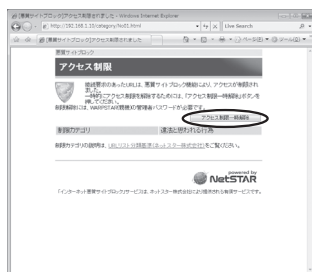 [悪質サイトブロック]アクセス制限されました - Windows Internet Explorer
http://192.168.1.10/category/No01.html
Live Search
[悪質サイトブロック]アクセス制限されました
ページ(P)
ツール(O)
悪質サイトブロック
アクセス制限
接続要求のあったURLは、悪質サイトブロック機能により、アクセスが制限されました。
一時的にアクセス制限を解除するためには、「アクセス制限一時解除」ボタンを押してください。
制限解除には、WARPSTAR(親機)の管理者パスワードが必要です。
アクセス制限一時解除
制限カテゴリ
違法と思われる行為
制限カテゴリの説明は、URLリスト分類基準(ネットスター株式会社)をご覧ください。
powered by
NetSTAR
「インターネット悪質サイトブロック」サービスは、ネットスター株式会社により提供される有償サービスです。